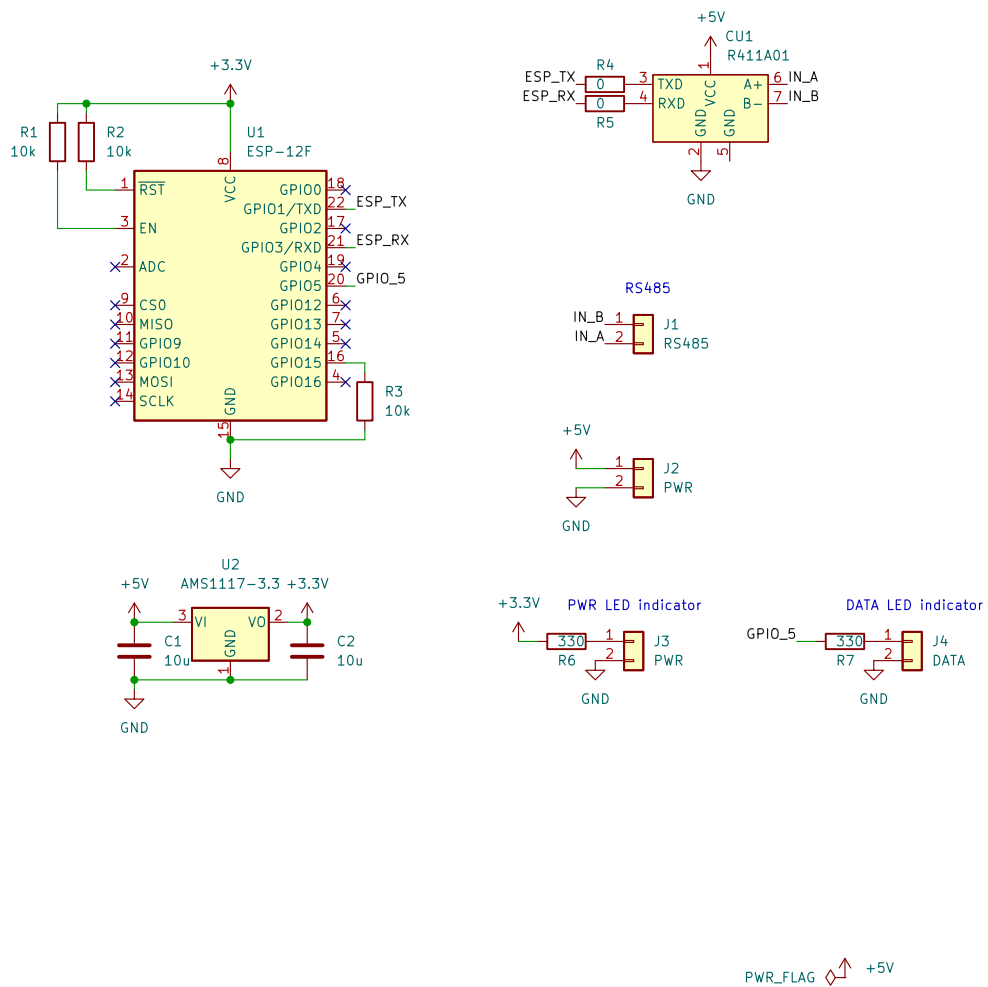 +3.3V
R1
10k
R2
10k
U1
ESP-12F
8
VCC
1
RST
3
EN
2
ADC
9
CS0
10
MISO
11
GPIO9
12
GPIO10
13
MOSI
14
SCLK
GPIO0
18
GPIO1/TXD
22
ESP_TX
GPIO2
17
GPIO3/RXD
21
ESP_RX
GPIO4
19
GPIO5
20
GPIO_5
GPIO12
6
GPIO13
7
GPIO14
5
GPIO15
16
GPIO16
4
GND
15
R3
10k
GND
+5V
CU1
R411A01
ESP_TX
R4
0
3
TXD
ESP_RX
0
R5
4
RXD
1
VCC
A+
6
IN_A
B-
7
IN_B
GND
2
GND
5
GND
RS485
IN_B
1
IN_A
2
J1
RS485
+5V
1
2
J2
PWR
GND
U2
AMS1117-3.3
+5V
+3.3V
3
VI
VO
2
GND
1
C1
10u
C2
10u
GND
PWR LED indicator
+3.3V
330
R6
1
2
J3
PWR
GND
DATA LED indicator
GPIO_5
330
R7
1
2
J4
DATA
GND
PWR_FLAG
+5V